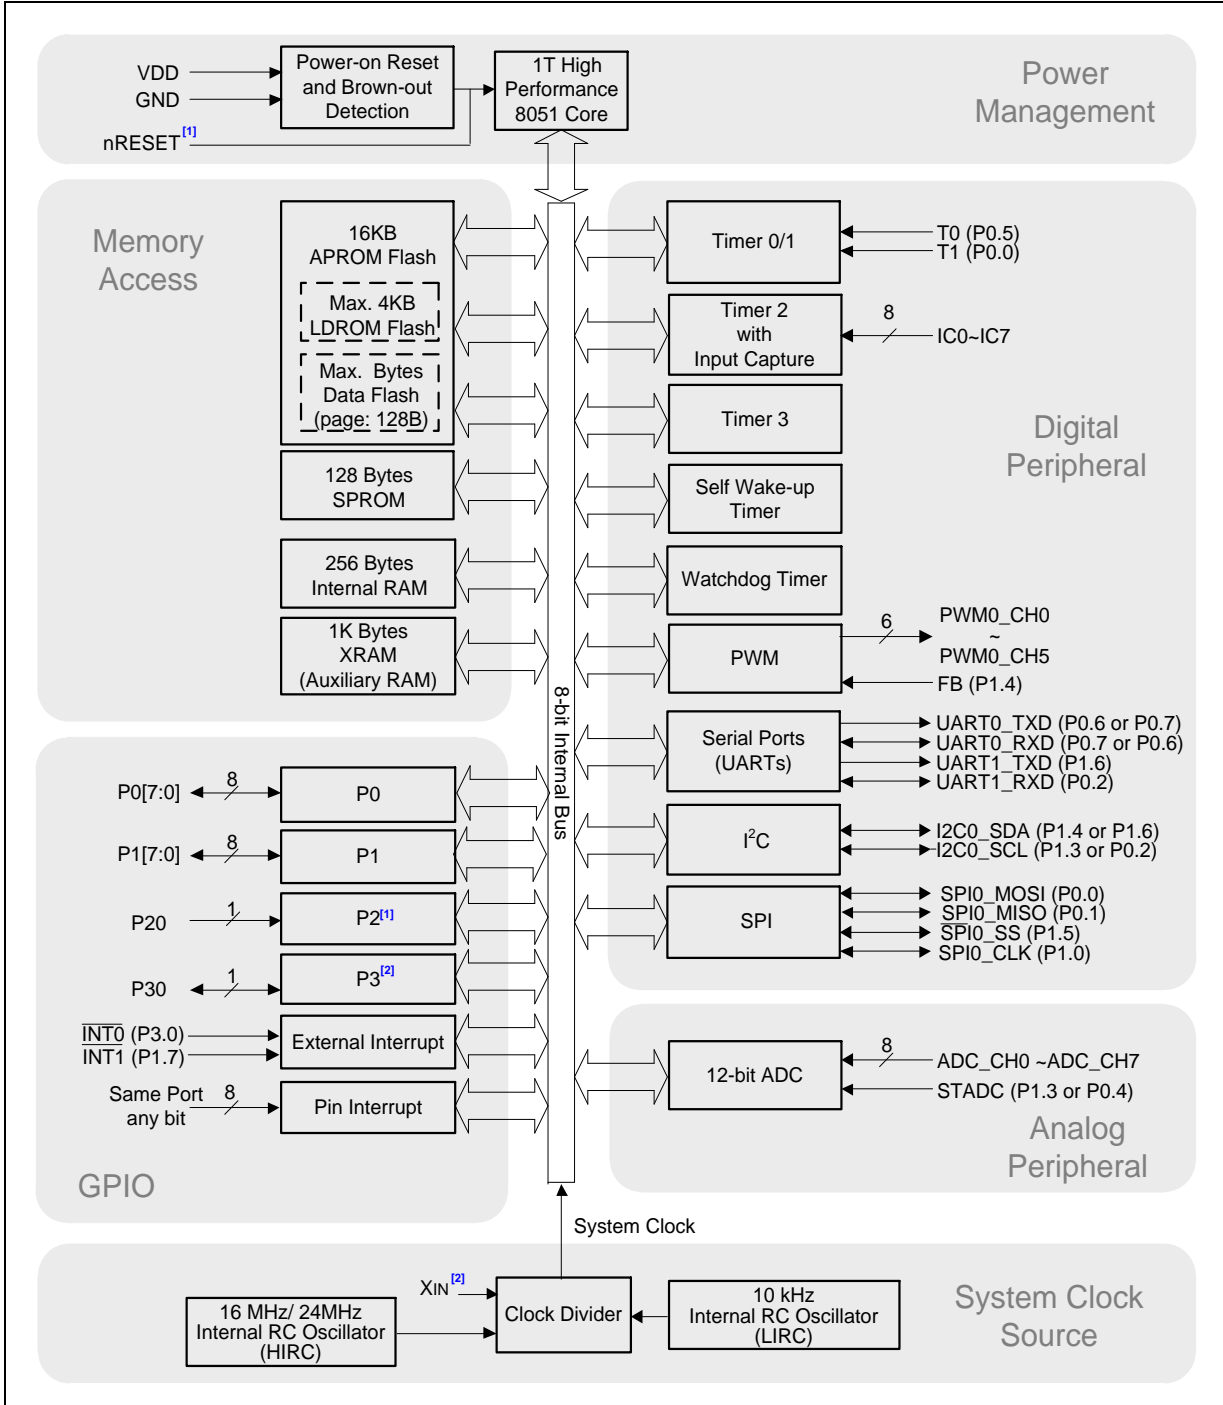 VDD
GND
nRESET[1]
Power-on Reset
and Brown-out
Detection
1T High
Performance
8051 Core
Power
Management
Memory
Access
16KB
APROM Flash
Max. 4KB
LDROM Flash
Max. Bytes
Data Flash
(page: 128B)
128 Bytes
SPROM
256 Bytes
Internal RAM
1K Bytes
XRAM
(Auxiliary RAM)
8-bit Internal Bus
Timer 0/1
T0 (P0.5)
T1 (P0.0)
Timer 2
with
Input Capture
8
IC0~IC7
Timer 3
Digital
Peripheral
Self Wake-up
Timer
Watchdog Timer
PWM
6
PWM0_CH0
~
PWM0_CH5
FB (P1.4)
Serial Ports
(UARTs)
UART0_TXD (P0.6 or P0.7)
UART0_RXD (P0.7 or P0.6)
UART1_TXD (P1.6)
UART1_RXD (P0.2)
I2C
I2C0_SDA (P1.4 or P1.6)
I2C0_SCL (P1.3 or P0.2)
SPI
SPI0_MOSI (P0.0)
SPI0_MISO (P0.1)
SPI0_SS (P1.5)
SPI0_CLK (P1.0)
P0[7:0]
8
P0
P1[7:0]
8
P1
P20
1
P2[1]
P30
1
P3[2]
INT0 (P3.0)
INT1 (P1.7)
External Interrupt
Same Port
any bit
8
Pin Interrupt
GPIO
12-bit ADC
8
ADC_CH0 ~ADC_CH7
STADC (P1.3 or P0.4)
Analog
Peripheral
System Clock
XIN[2]
16 MHz/ 24MHz
Internal RC Oscillator
(HIRC)
Clock Divider
10 kHz
Internal RC Oscillator
(LIRC)
System Clock
Source